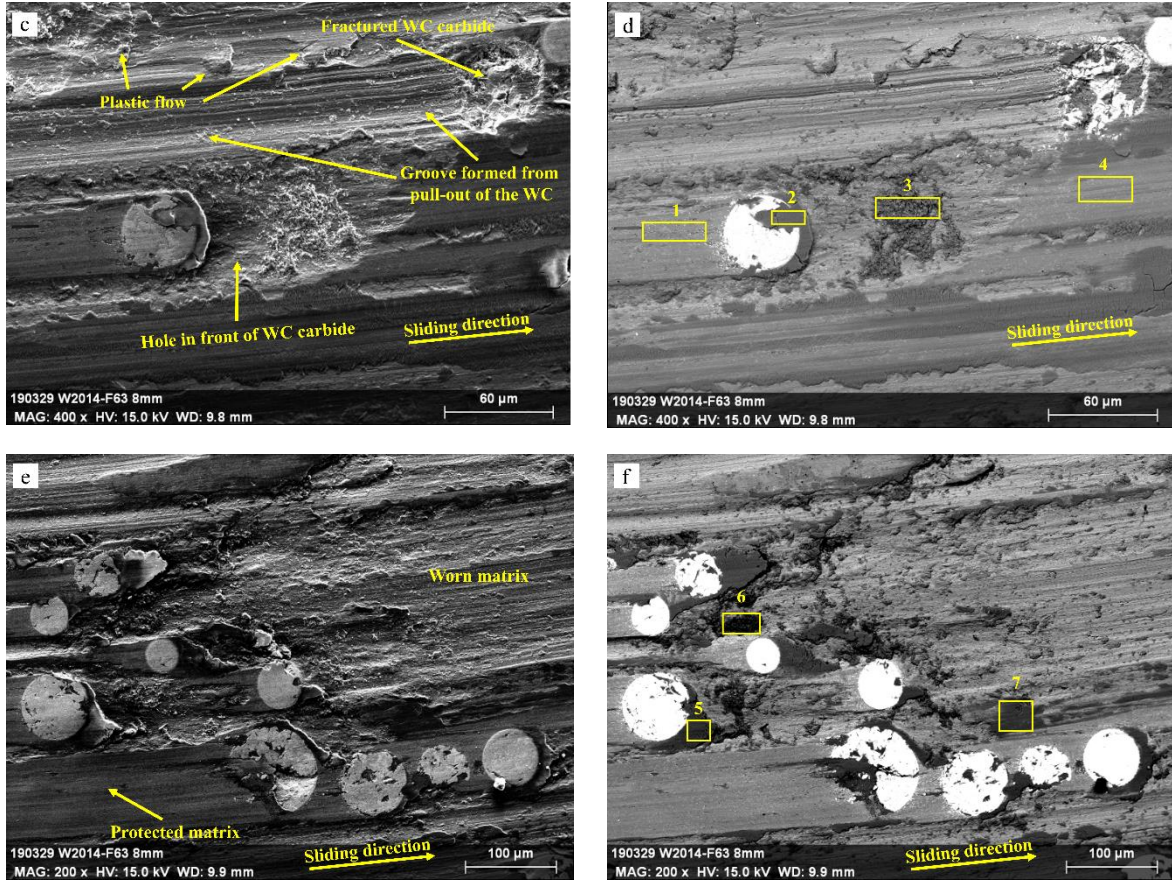 c
Fractured WC carbide
Plastic flow
Groove formed from
pull-out of the WC
Hole in front of WC carbide
Sliding direction
190329 W2014-F63 8mm
MAG: 400 x HV: 15.0 kV WD: 9.8 mm
60 µm
d
1
2
3
4
Sliding direction
190329 W2014-F63 8mm
MAG: 400 x HV: 15.0 kV WD: 9.8 mm
60 µm
e
Worn matrix
Protected matrix
Sliding direction
190329 W2014-F63 8mm
MAG: 200 x HV: 15.0 kV WD: 9.9 mm
100 µm
f
6
7
5
Sliding direction
190329 W2014-F63 8mm
MAG: 200 x HV: 15.0 kV WD: 9.9 mm
100 µm